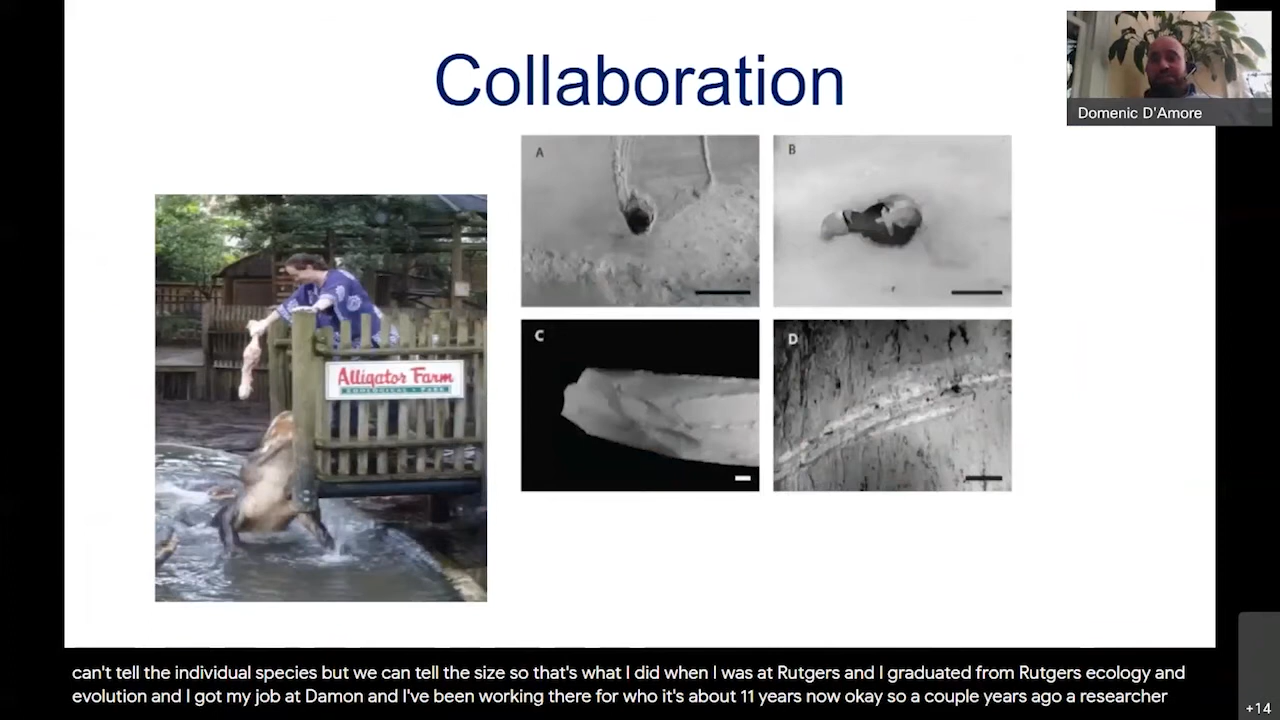 Collaboration
Domenic D'Amore
A
B
Alligator Farm
ZOOLOGICAL • PARK
C
D
can't tell the individual species but we can tell the size so that's what I did when I was at Rutgers and I graduated from Rutgers ecology and
evolution and I got my job at Damon and I've been working there for who it's about 11 years now okay so a couple years ago a researcher
+14